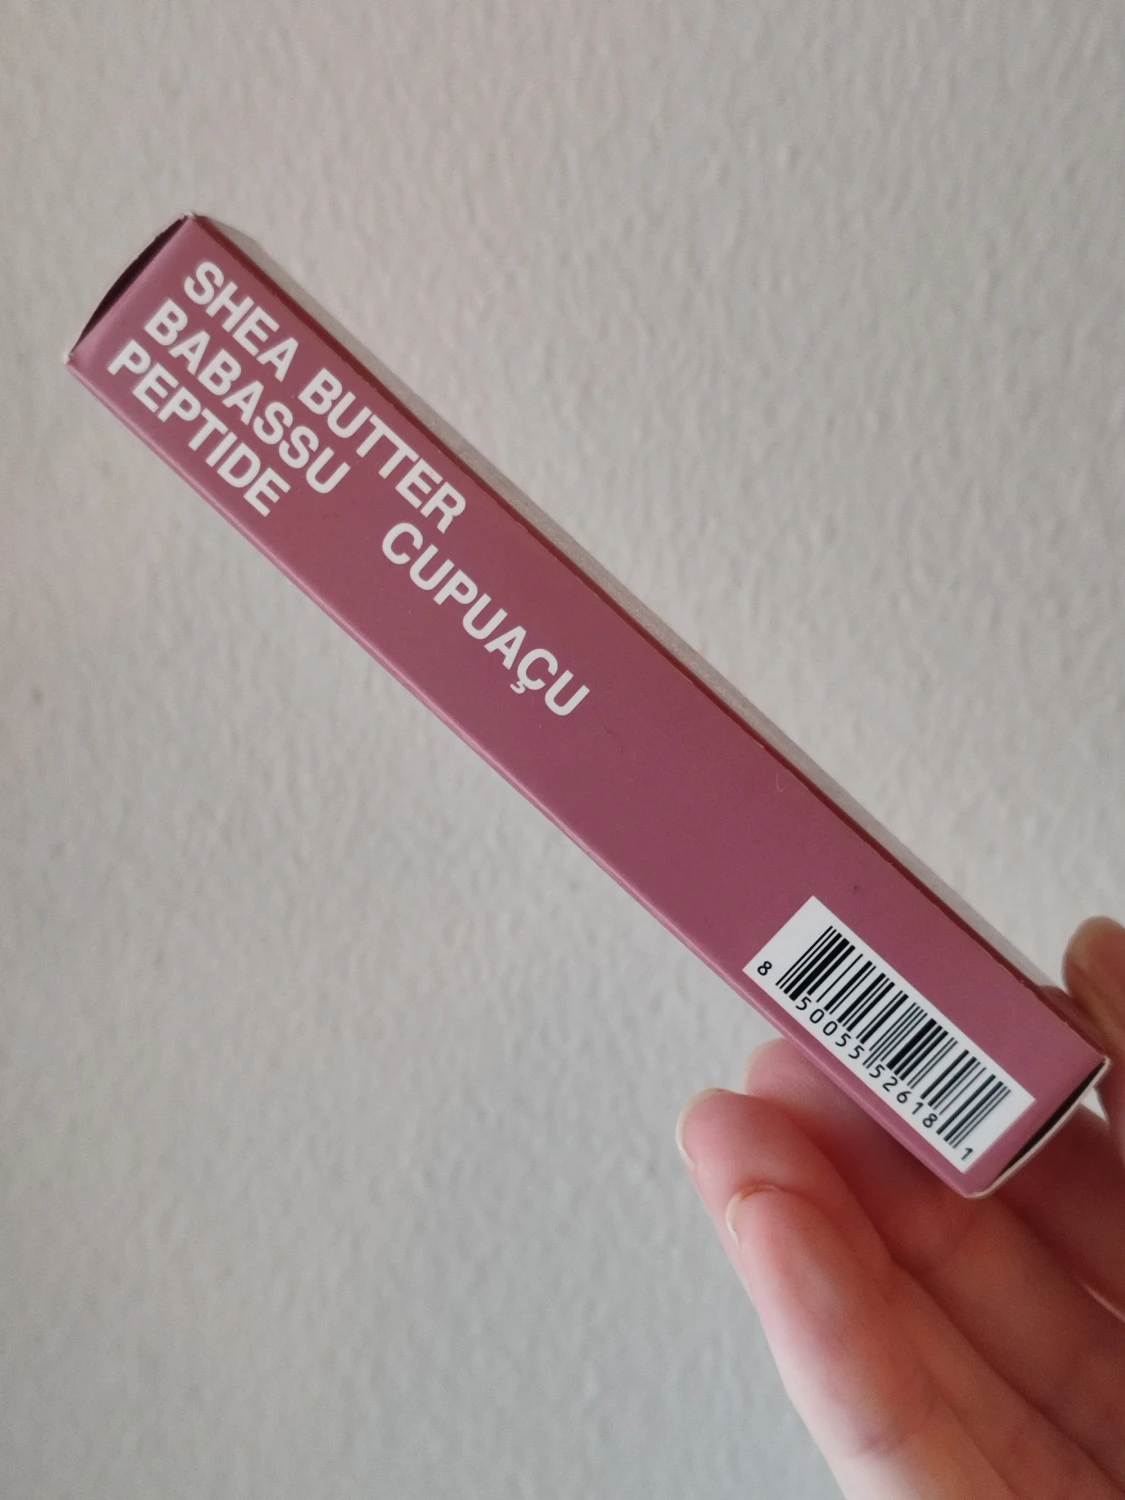 SHEA BUTTER
BABASSU CUPUAÇU
PEPTIDE
8 50055 52618 1